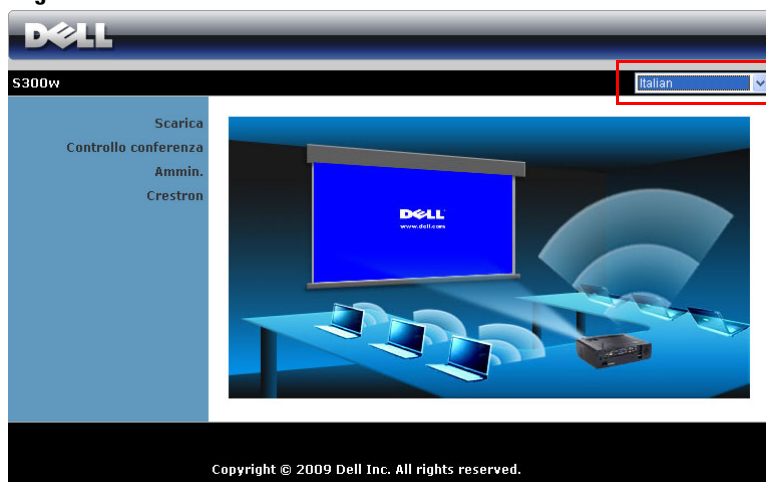 DELL
S300w
Italian
Scarica
Controllo conferenza
Ammin.
Crestron
DELL
www.dell.com
Copyright © 2009 Dell Inc. All rights reserved.